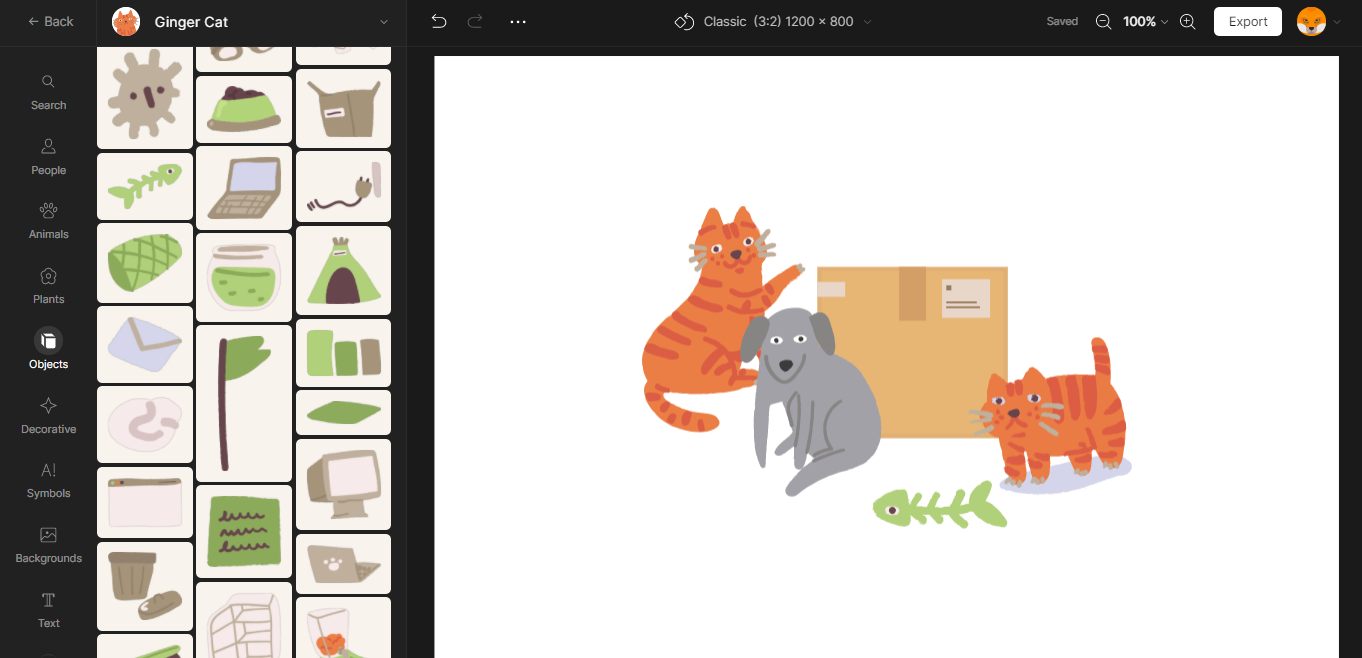 Back
Ginger Cat
Classic (3:2) 1200 × 800
Saved
100%
Export
Search
People
Animals
Plants
Objects
Decorative
A!
Symbols
Backgrounds
Text